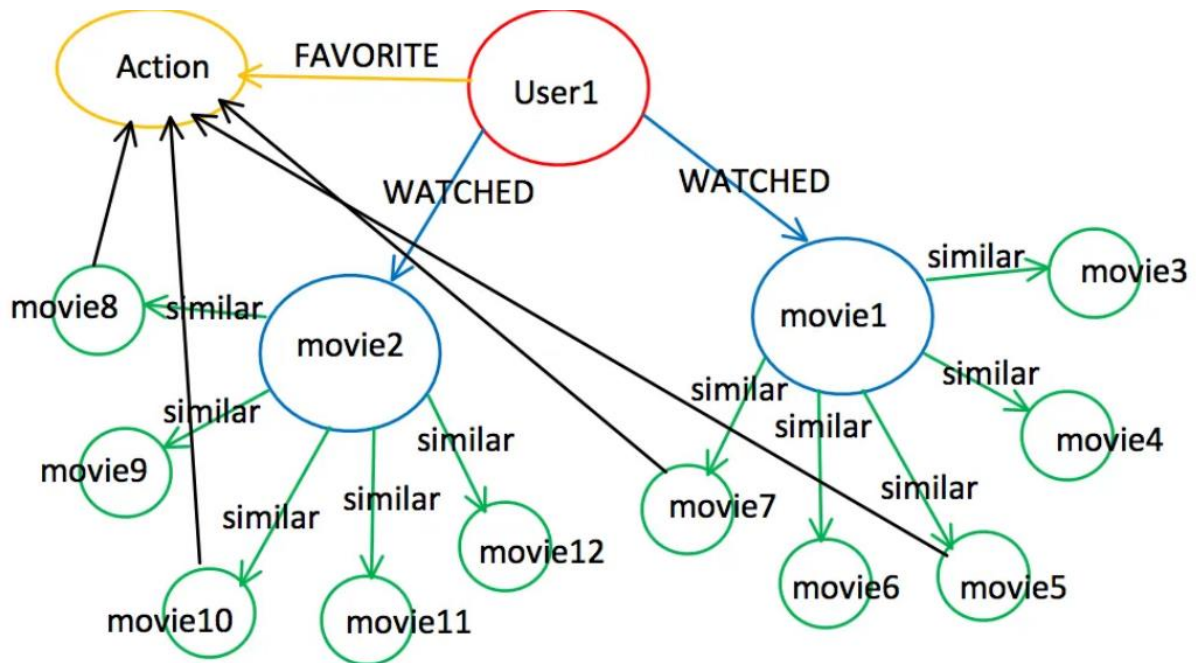 Action
FAVORITE
User1
WATCHED
WATCHED
similar
movie3
movie8
similar
movie2
movie1
similar
similar
similar
similar
similar
movie4
movie9
similar
similar
similar
movie7
movie12
movie10
movie11
movie6
movie5